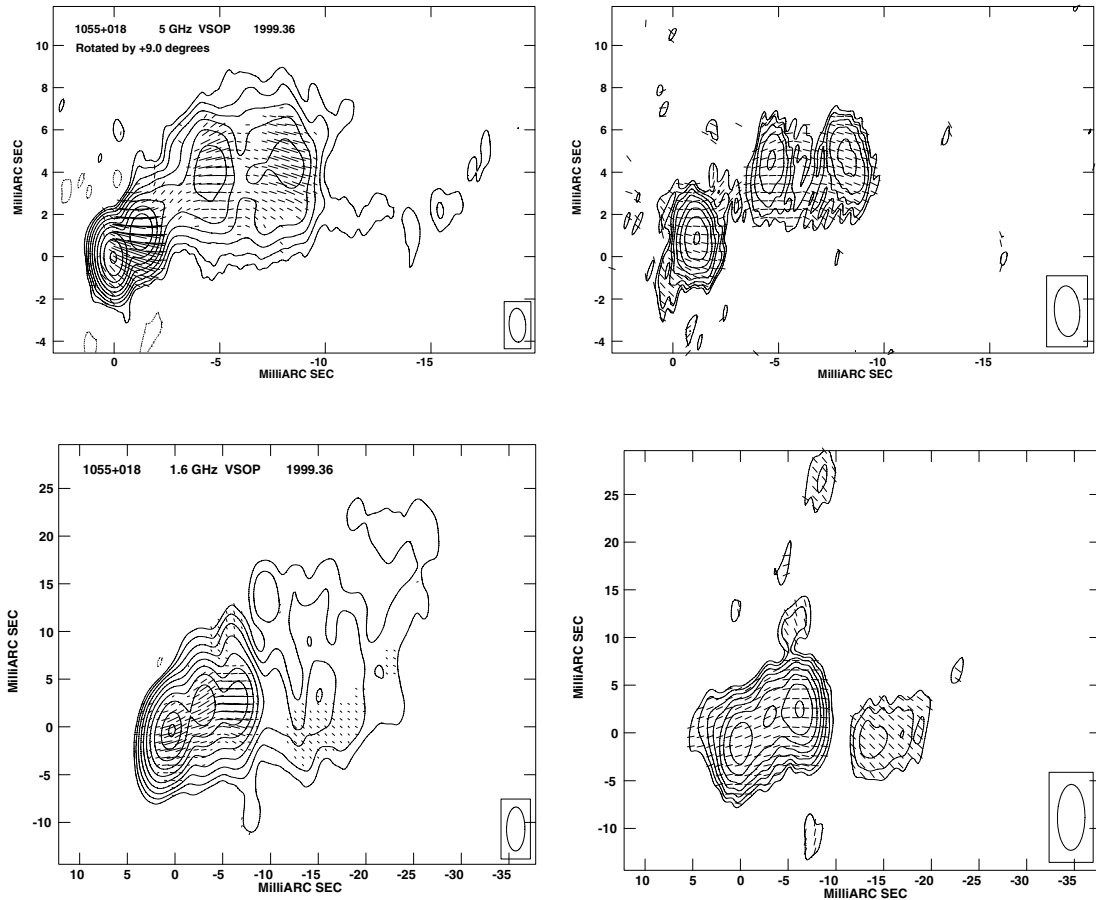 1055+018 5 GHz VSOP 1999.36
Rotated by +9.0 degrees
MilliARC SEC
10
8
6
4
2
0
-2
-4
0 -5 -10 -15
MilliARC SEC
MilliARC SEC
10
8
6
4
2
0
-2
-4
0 -5 -10 -15
MilliARC SEC
1055+018 1.6 GHz VSOP 1999.36
MilliARC SEC
25
20
15
10
5
0
-5
-10
10 5 0 -5 -10 -15 -20 -25 -30 -35
MilliARC SEC
MilliARC SEC
25
20
15
10
5
0
-5
-10
10 5 0 -5 -10 -15 -20 -25 -30 -35
MilliARC SEC